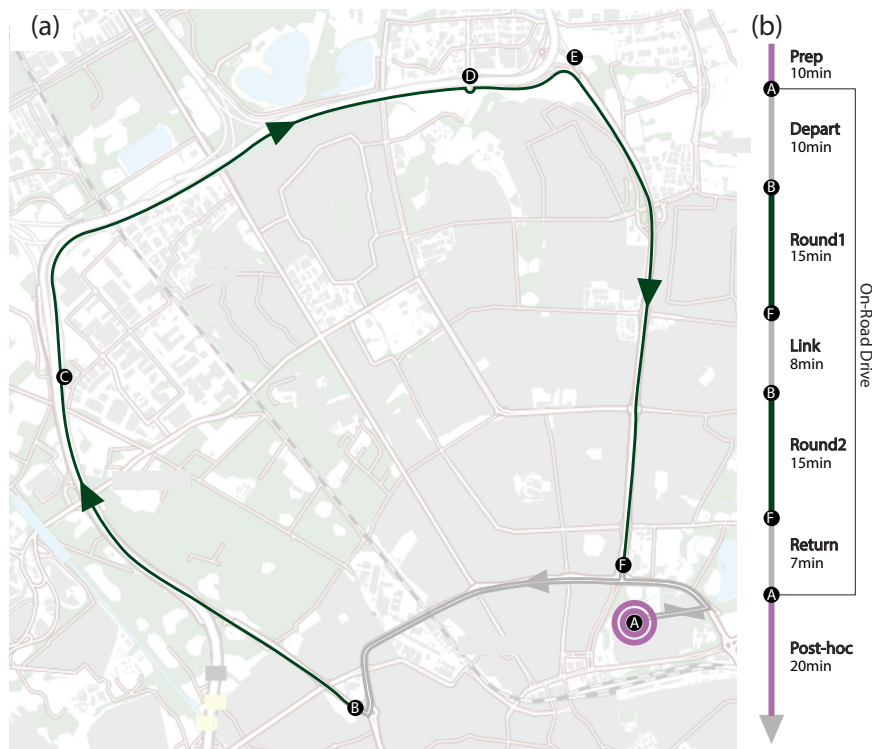 (a)
D
E
C
F
A
B
(b)
Prep
10min
A
Depart
10min
B
Round1
15min
F
Link
8min
B
Round2
15min
F
Return
7min
A
Post-hoc
20min
On-Road Drive